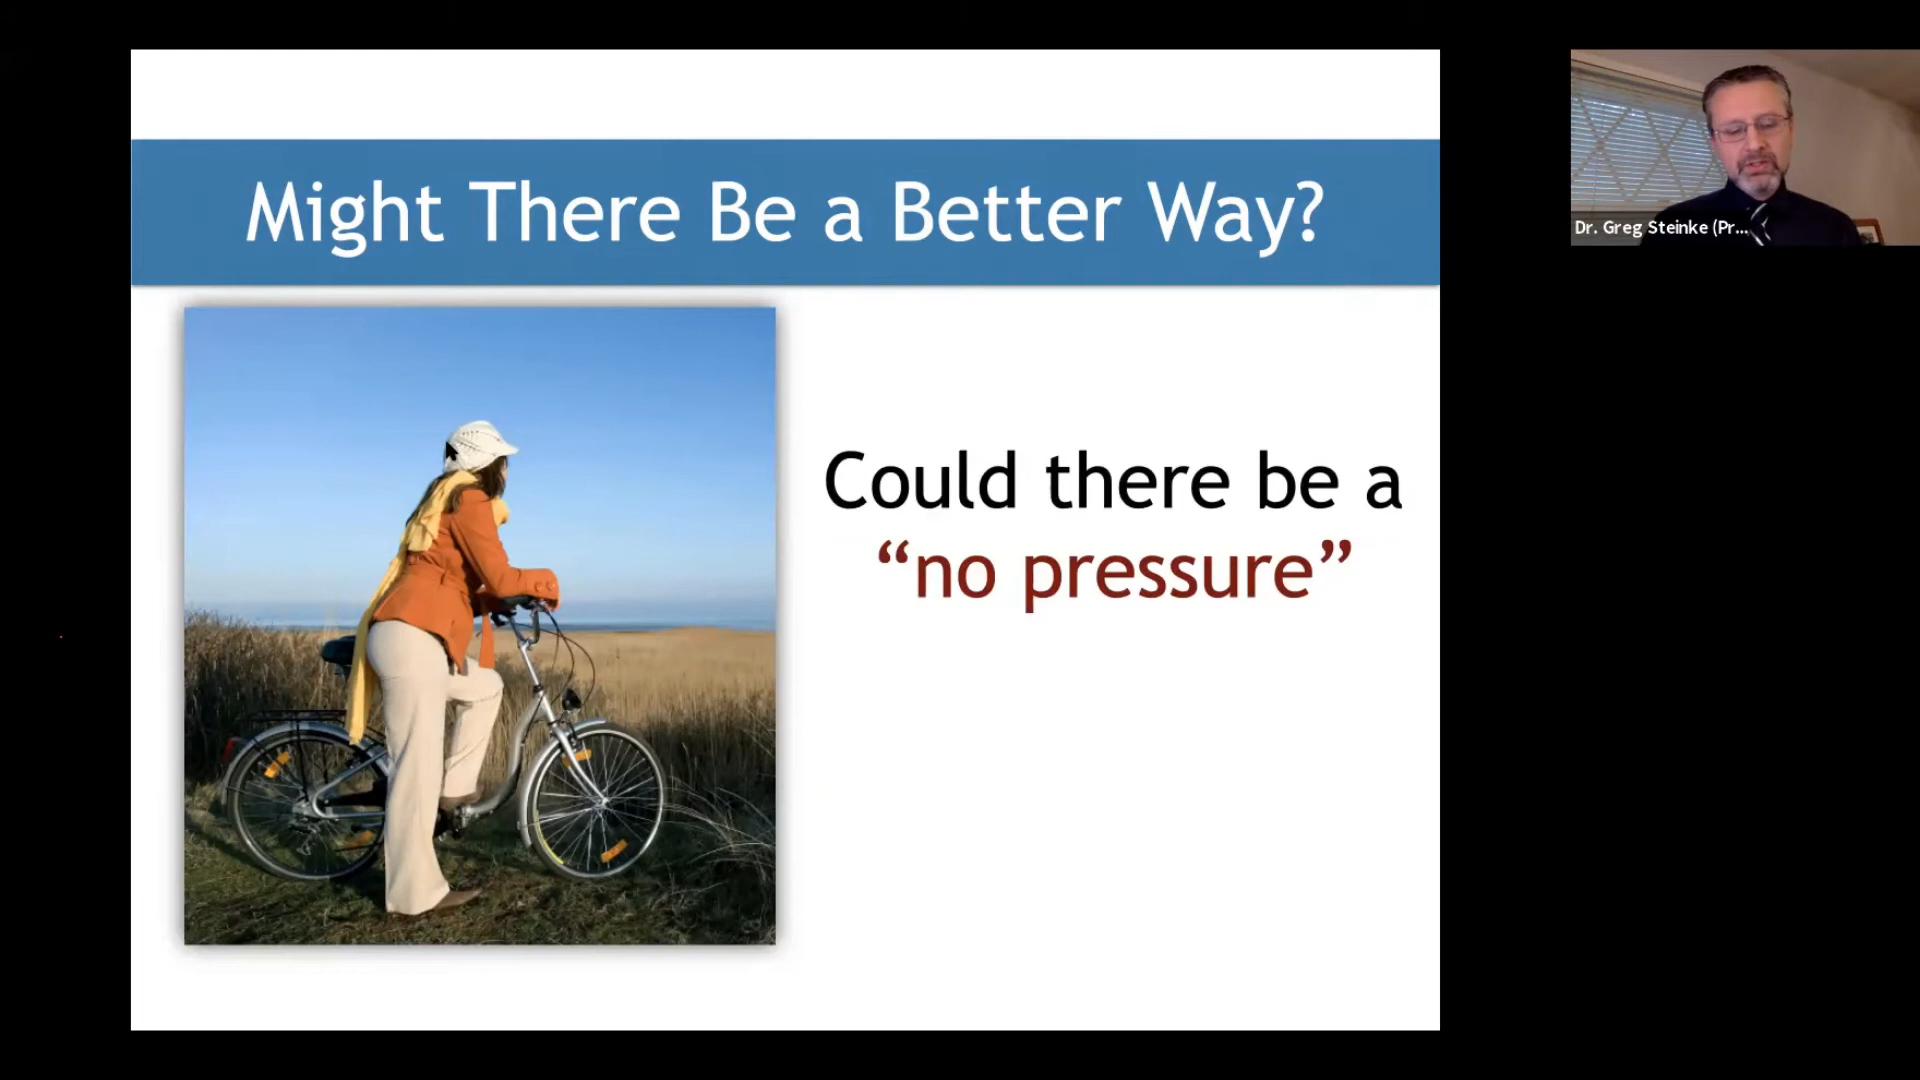 Might There Be a Better Way?
Could there be a
“no pressure”
Dr. Greg Steinke (Pr...